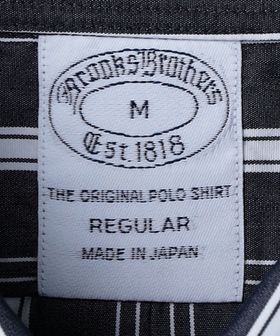 Brooks Brothers
M
Est. 1818
THE ORIGINAL POLO SHIRT
REGULAR
MADE IN JAPAN